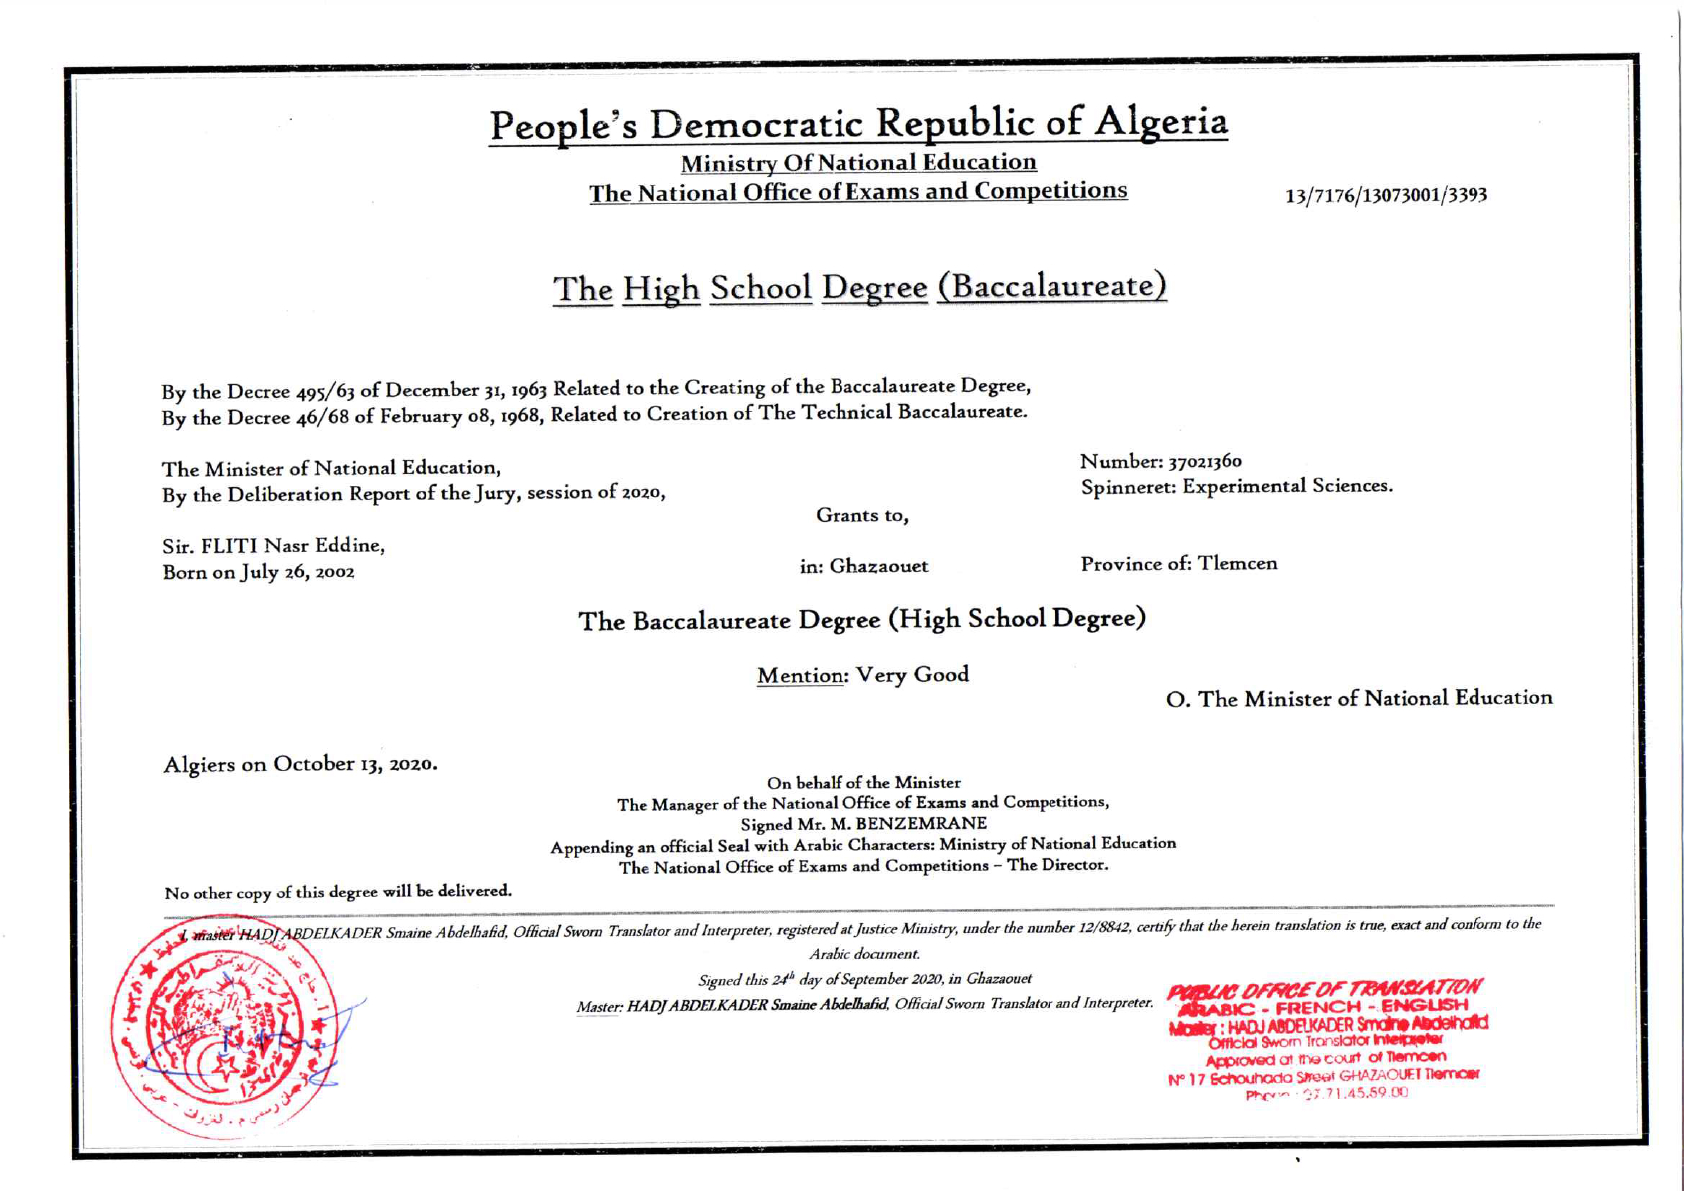 People's Democratic Republic of Algeria
Ministry Of National Education
The National Office of Exams and Competitions
13/7176/13073001/3393
The High School Degree (Baccalaureate)
By the Decree 495/63 of December 31, 1963 Related to the Creating of the Baccalaureate Degree,
By the Decree 46/68 of February 08, 1968, Related to Creation of The Technical Baccalaureate.
The Minister of National Education,
Number: 37021360
By the Deliberation Report of the Jury, session of 2020,
Spinneret: Experimental Sciences.
Grants to,
Sir. FLITI Nasr Eddine,
Born on July 26, 2002 in: Ghazaouet Province of: Tlemcen
The Baccalaureate Degree (High School Degree)
Mention: Very Good
O. The Minister of National Education
Algiers on October 13, 2020.
On behalf of the Minister
The Manager of the National Office of Exams and Competitions,
Signed Mr. M. BENZEMRANE
Appending an official Seal with Arabic Characters: Ministry of National Education
The National Office of Exams and Competitions – The Director.
No other copy of this degree will be delivered.
I, master HADJ ABDELKADER Smaine Abdelhafid, Official Sworn Translator and Interpreter, registered at Justice Ministry, under the number 12/8842, certify that the herein translation is true, exact and conform to the
Arabic document.
Signed this 24th day of September 2020, in Ghazaouet
Master: HADJ ABDELKADER Smaine Abdelhafid, Official Sworn Translator and Interpreter.
PUBLIC OFFICE OF TRANSLATION
ARABIC - FRENCH - ENGLISH
Master : HADJ ABDELKADER Smaine Abdelhafid
Official Sworn Translator Interpreter
Approved at the court of Tlemcen
N° 17 Echouhada Street GHAZAOUET Tlemcen
71.45.59.00